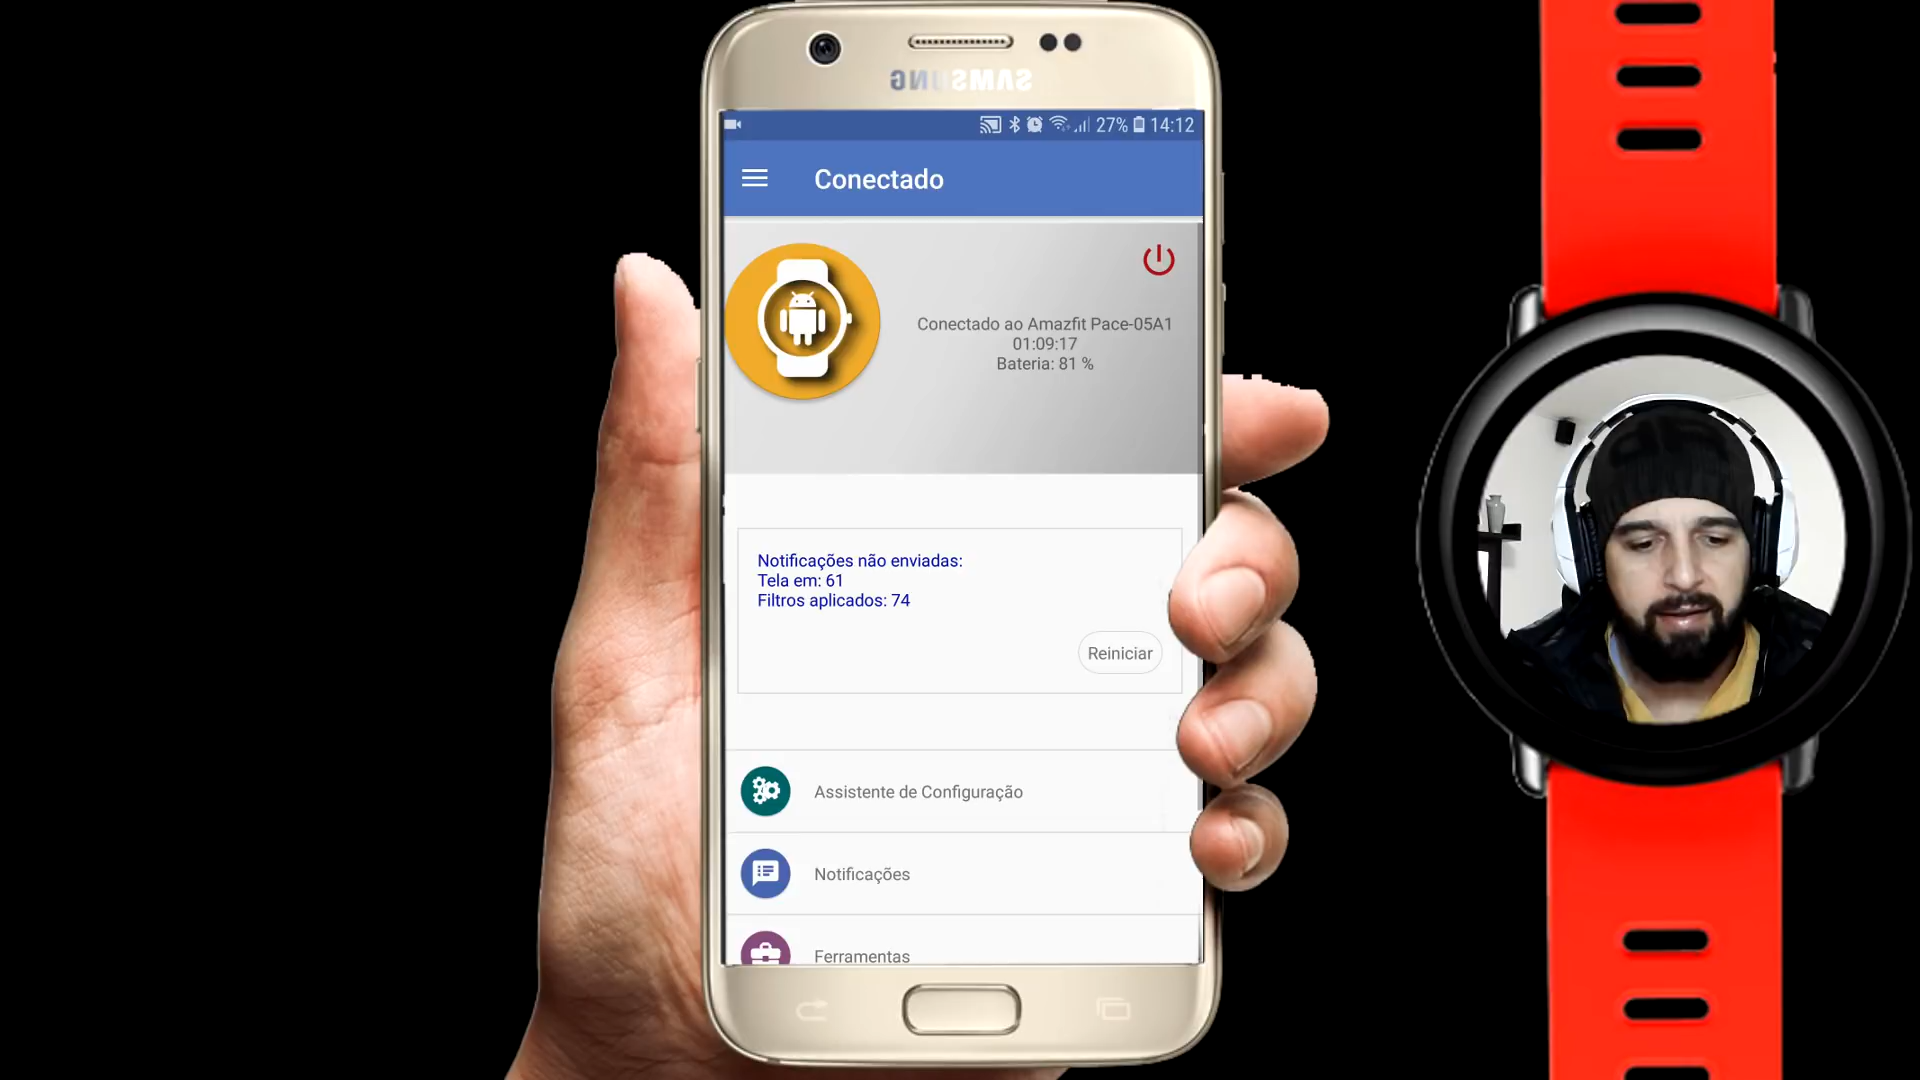 SAMSUNG
27% 14:12
Conectado
Conectado ao Amazfit Pace-05A1
01:09:17
Bateria: 81 %
Notificações não enviadas:
Tela em: 61
Filtros aplicados: 74
Reiniciar
Assistente de Configuração
Notificações
Ferramentas